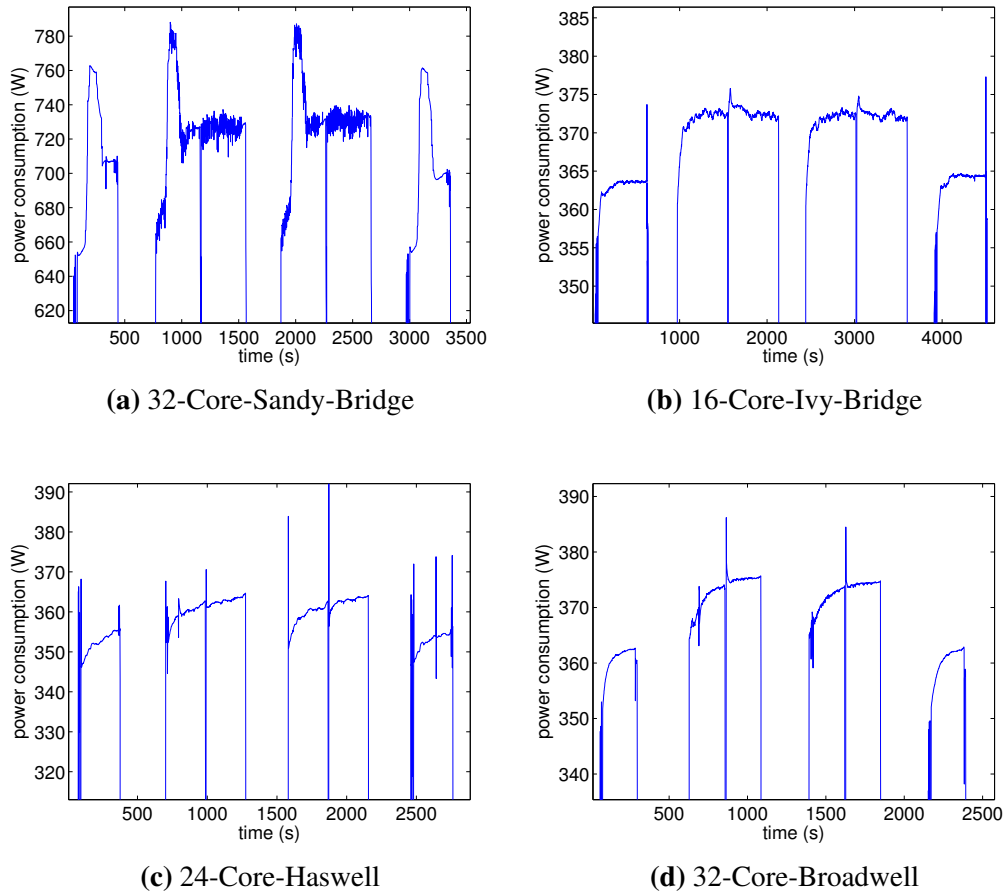 780
760
740
720
700
680
660
640
620
power consumption (W)
500 1000 1500 2000 2500 3000 3500
time (s)
(a) 32-Core-Sandy-Bridge
385
380
375
370
365
360
355
350
power consumption (W)
1000 2000 3000 4000
time (s)
(b) 16-Core-Ivy-Bridge
390
380
370
360
350
340
330
320
power consumption (W)
500 1000 1500 2000 2500
time (s)
(c) 24-Core-Haswell
390
380
370
360
350
340
power consumption (W)
500 1000 1500 2000 2500
time (s)
(d) 32-Core-Broadwell